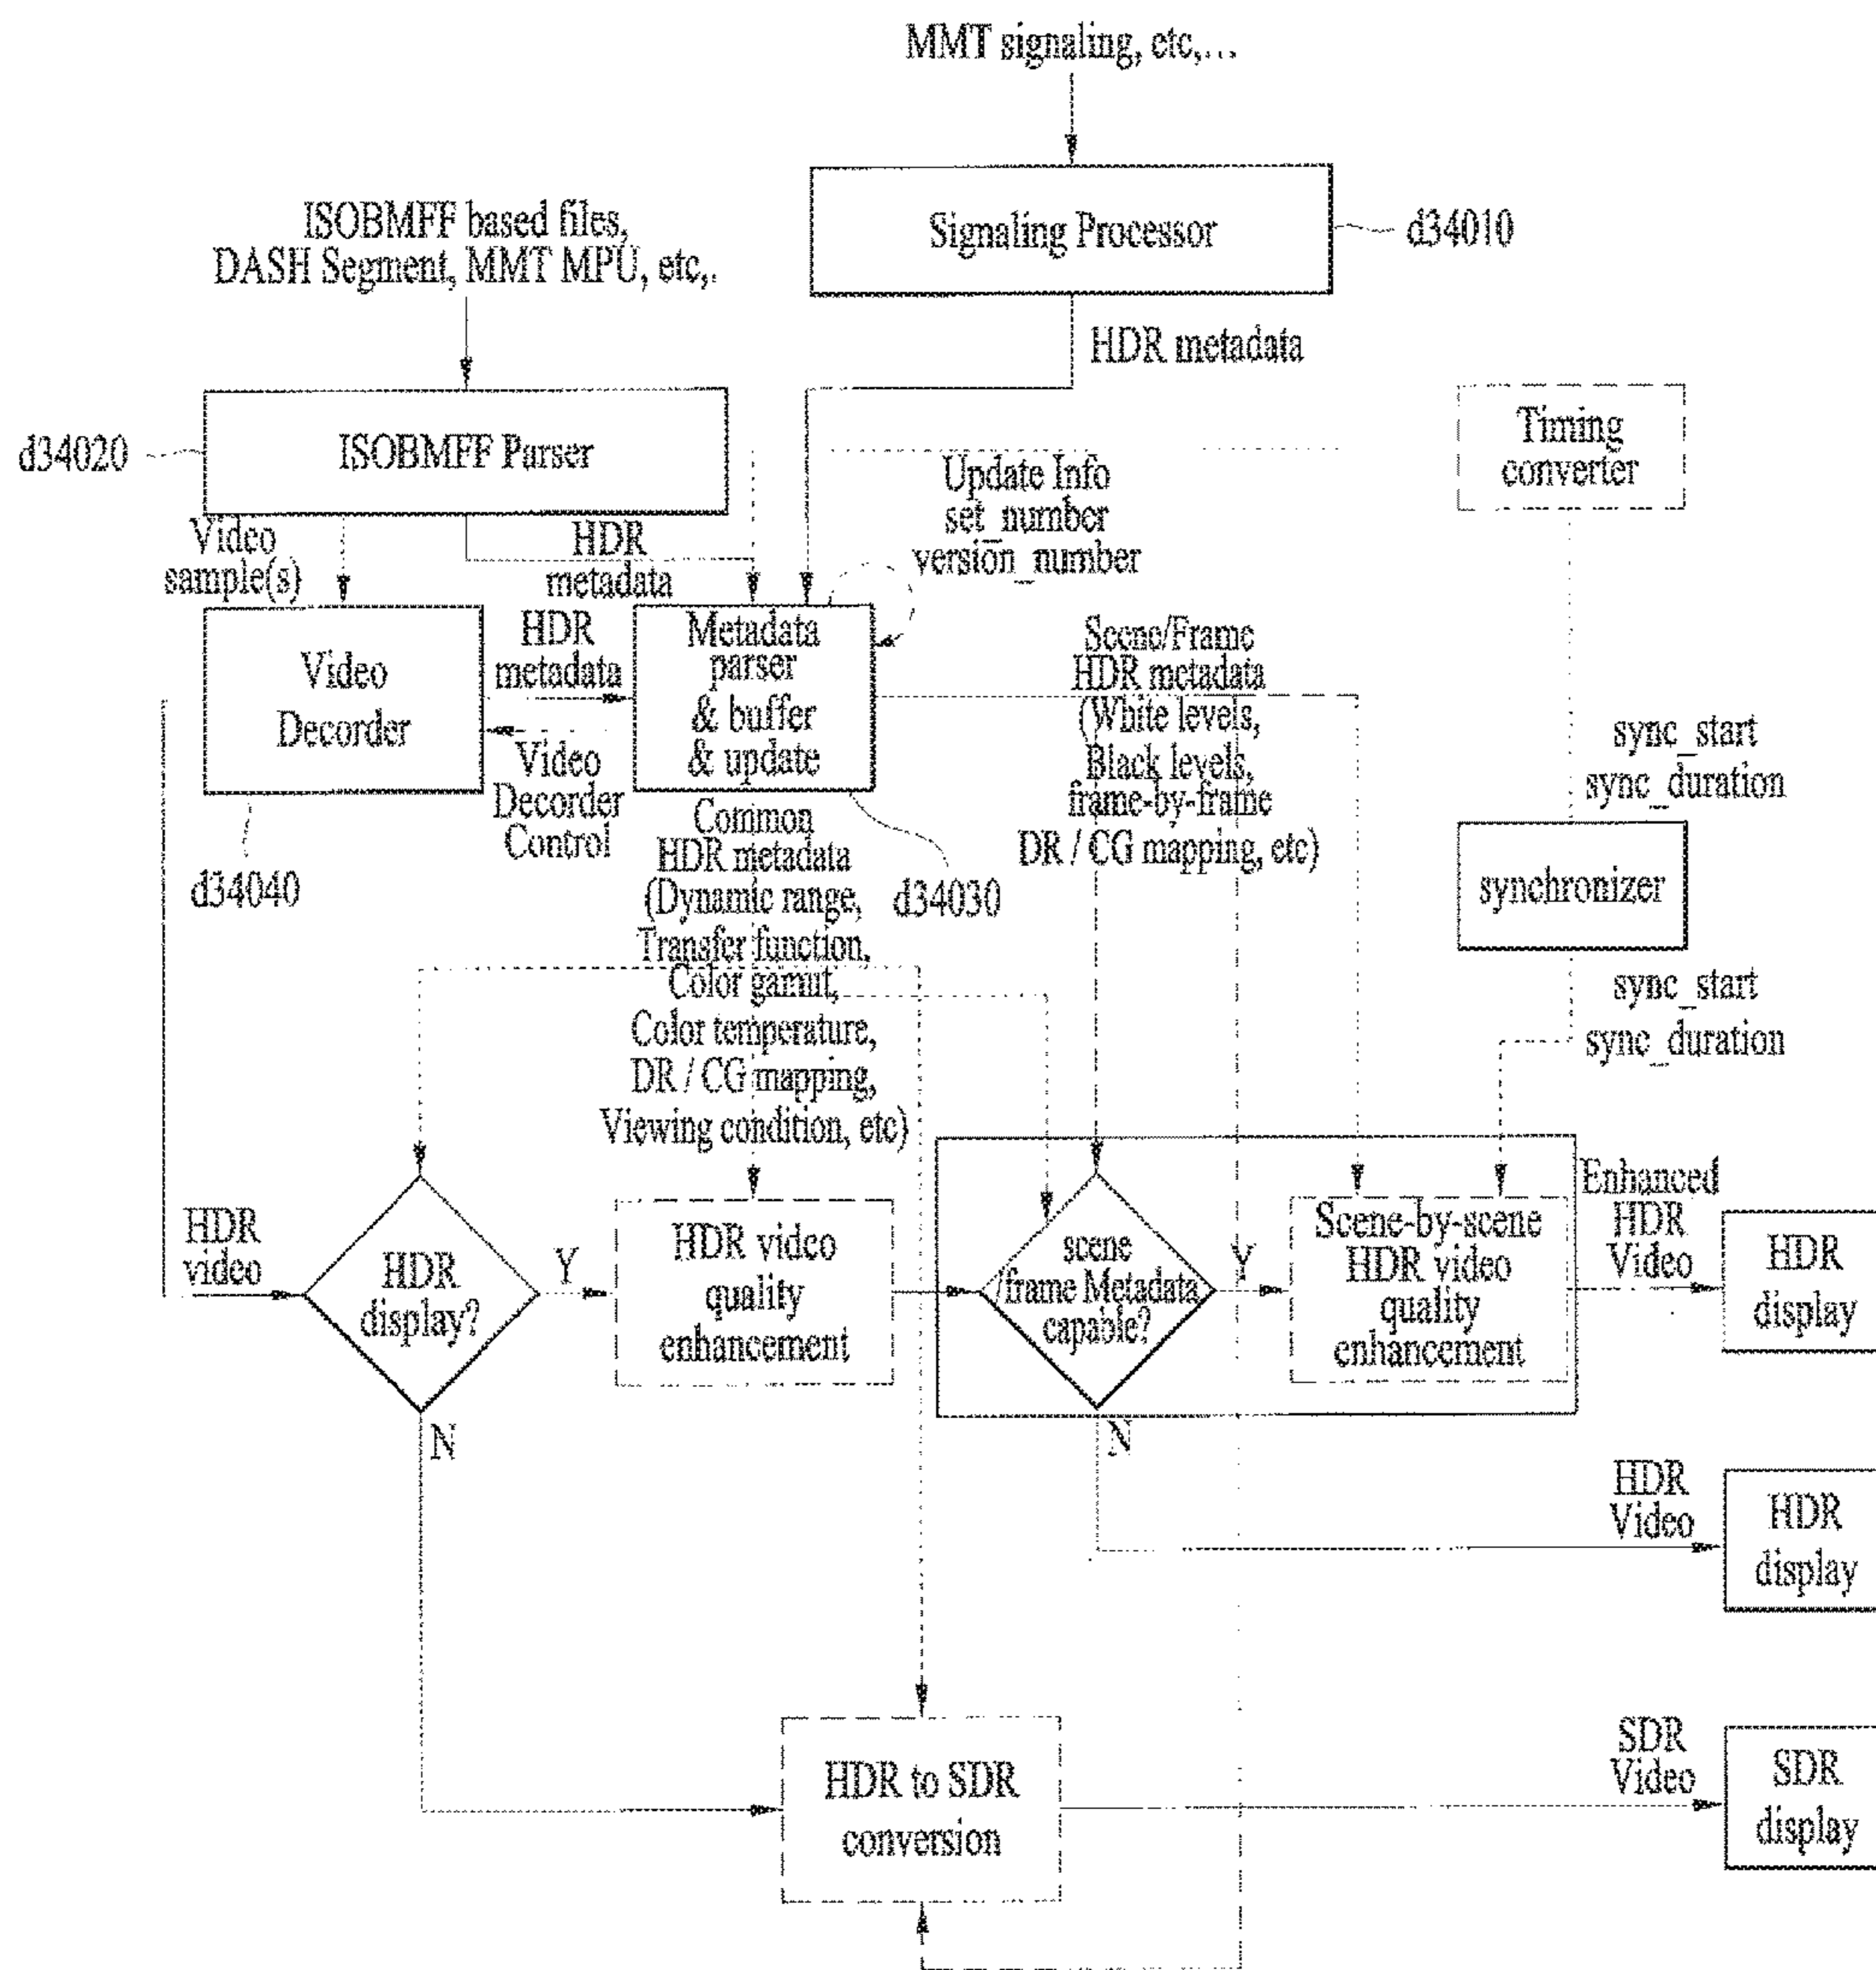 MMT signaling, etc,...
Signaling Processor
d34010
ISOBMFF based files,
DASH Segment, MMT MPU, etc,.
HDR metadata
d34020
ISOBMFF Parser
Timing
converter
Update Info
set_number
version_number
Video
sample(s)
HDR
metadata
Video
Decorder
d34040
HDR
metadata
Video
Decorder
Control
Metadata
parser
& buffer
& update
d34030
Scene/Frame
HDR metadata
(White levels,
Black levels,
frame-by-frame
DR / CG mapping, etc)
sync_start
sync_duration
synchronizer
sync_start
sync_duration
Common
HDR metadata
(Dynamic range,
Transfer function,
Color gamut,
Color temperature,
DR / CG mapping,
Viewing condition, etc)
HDR
video
HDR
display?
Y
N
HDR video
quality
enhancement
scene
/frame Metadata
capable?
Y
N
Scene-by-scene
HDR video
quality
enhancement
Enhanced
HDR
Video
HDR
display
HDR
Video
HDR
display
HDR to SDR
conversion
SDR
Video
SDR
display